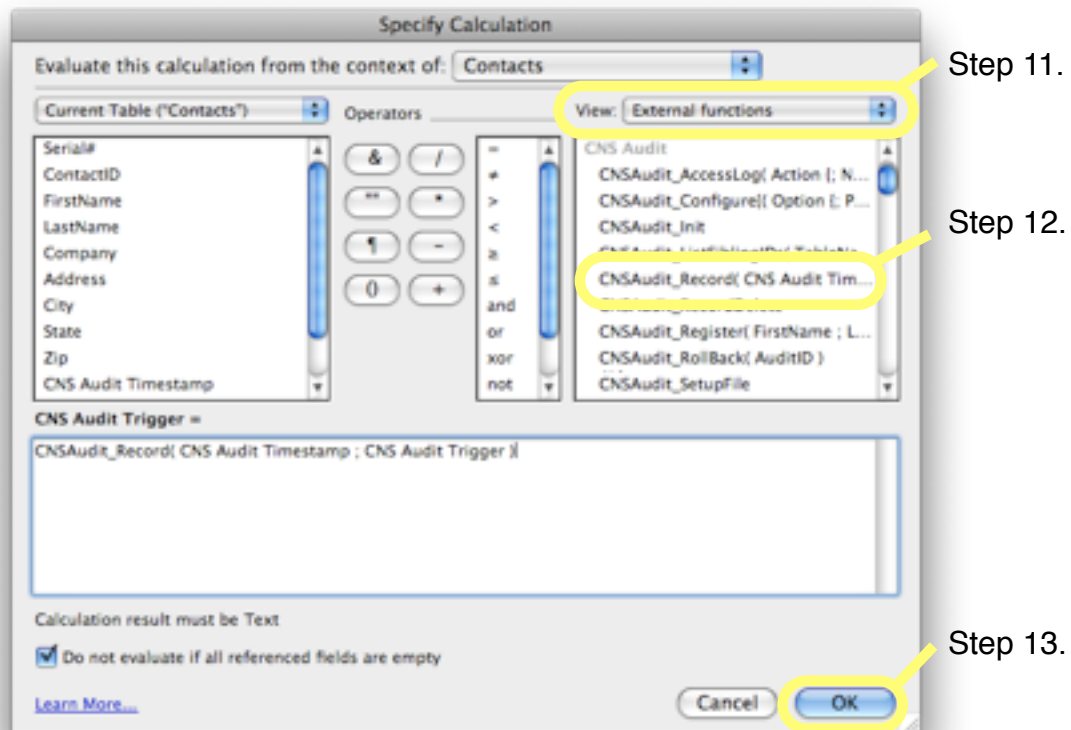 Specify Calculation
Evaluate this calculation from the context of: Contacts
Step 11.
Current Table ("Contacts")
Operators
View: External functions
Serial#
ContactID
FirstName
LastName
Company
Address
City
State
Zip
CNS Audit Timestamp
& /
"" *
¶ -
() +
=
≠
>
<
≥
≤
and
or
xor
not
CNS Audit
CNSAudit_AccessLog( Action {; N...
CNSAudit_Configure[( Option {; P...
CNSAudit_Init
CNSAudit_ListSiblingIDs( TableNa...
CNSAudit_Record( CNS Audit Tim...
CNSAudit_RecordDelete
CNSAudit_Register( FirstName ; L...
CNSAudit_RollBack( AuditID )
CNSAudit_SetupFile
Step 12.
CNS Audit Trigger =
CNSAudit_Record( CNS Audit Timestamp ; CNS Audit Trigger )
Calculation result must be Text
Do not evaluate if all referenced fields are empty
Step 13.
Learn More...
Cancel
OK